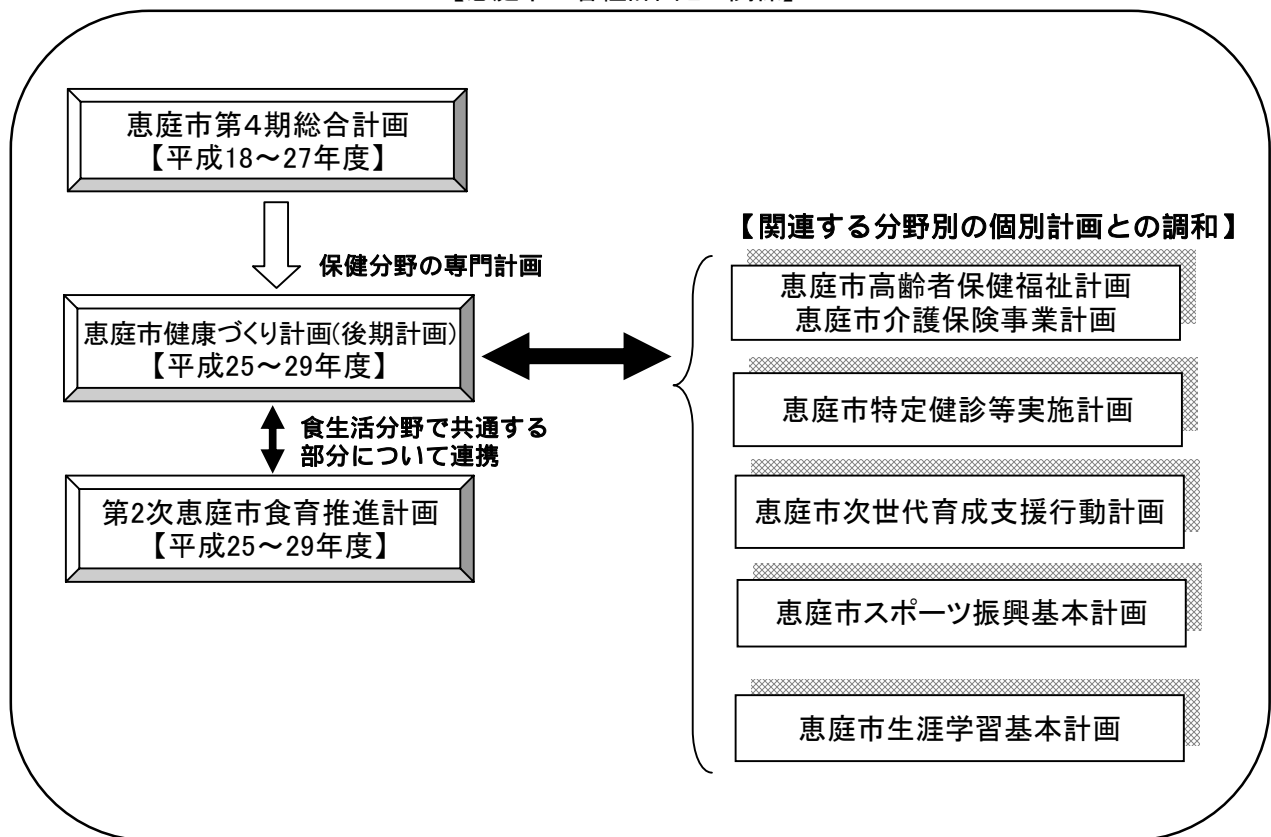 恵庭市第4期総合計画
【平成18～27年度】
保健分野の専門計画
恵庭市健康づくり計画(後期計画)
【平成25～29年度】
食生活分野で共通する
部分について連携
第2次恵庭市食育推進計画
【平成25～29年度】
【関連する分野別の個別計画との調和】
恵庭市高齢者保健福祉計画
恵庭市介護保険事業計画
恵庭市特定健診等実施計画
恵庭市次世代育成支援行動計画
恵庭市スポーツ振興基本計画
恵庭市生涯学習基本計画